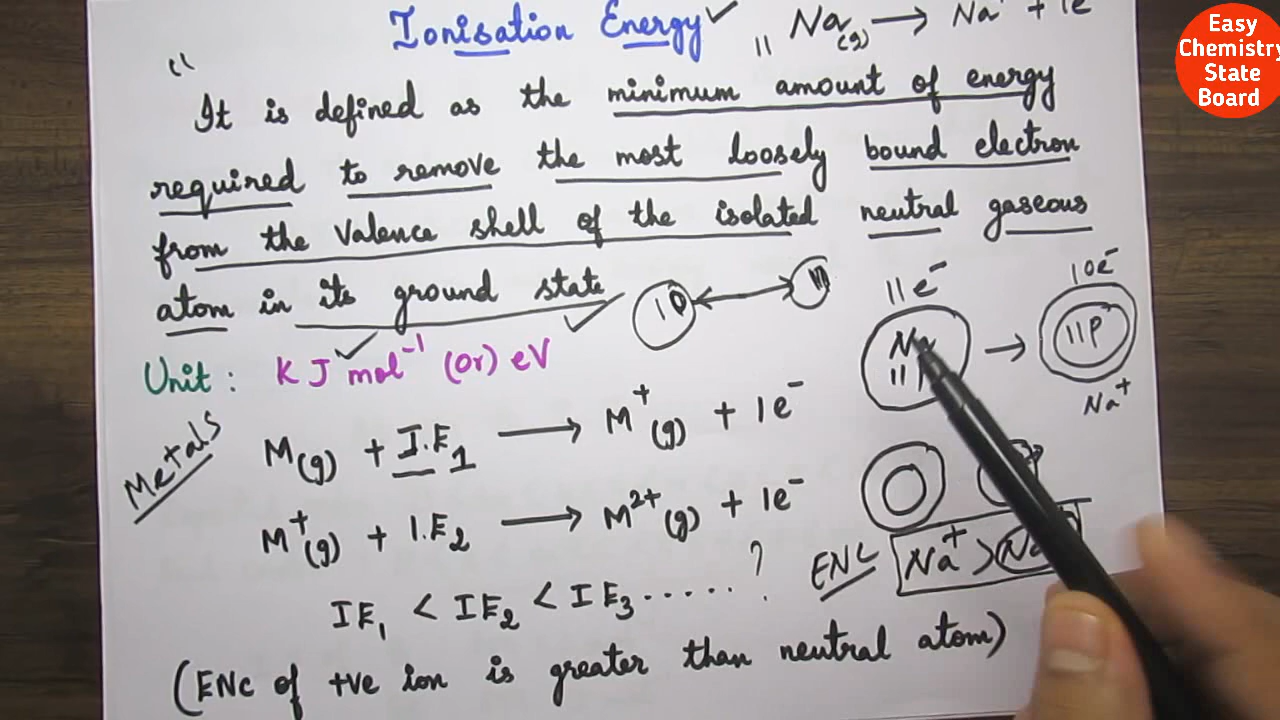 Ionisation Energy
Na(g) → Na⁺ + 1e
Easy
Chemistry
State
Board
" It is defined as the minimum amount of energy
required to remove the most loosely bound electron
from the valence shell of the isolated neutral gaseous
atom in its ground state "
11e⁻
10e⁻
Na
11P
→
11P
Na⁺
Unit : KJ mol⁻¹ (or) eV
Metals
M(g) + I.E₁ → M⁺(g) + 1e⁻
M⁺(g) + I.E₂ → M²⁺(g) + 1e⁻
ENC Na⁺ >
IE₁ < IE₂ < IE₃ ...... ?
(ENC of +ve ion is greater than neutral atom)